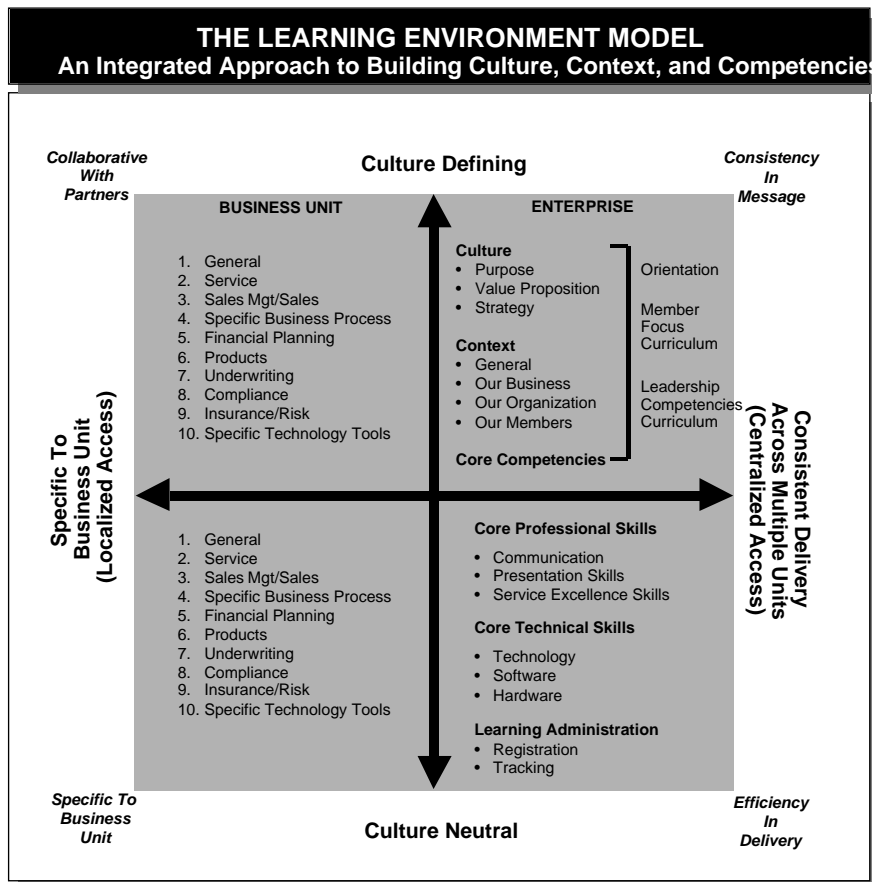 THE LEARNING ENVIRONMENT MODEL
An Integrated Approach to Building Culture, Context, and Competencies
Collaborative
With
Partners
Culture Defining
Consistency
In
Message
BUSINESS UNIT
1. General
2. Service
3. Sales Mgt/Sales
4. Specific Business Process
5. Financial Planning
6. Products
7. Underwriting
8. Compliance
9. Insurance/Risk
10. Specific Technology Tools
ENTERPRISE
Culture
• Purpose
• Value Proposition
• Strategy
Context
• General
• Our Business
• Our Organization
• Our Members
Core Competencies
Orientation
Member
Focus
Curriculum
Leadership
Competencies
Curriculum
Specific To
Business Unit
(Localized Access)
Consistent Delivery
Across Multiple Units
(Centralized Access)
1. General
2. Service
3. Sales Mgt/Sales
4. Specific Business Process
5. Financial Planning
6. Products
7. Underwriting
8. Compliance
9. Insurance/Risk
10. Specific Technology Tools
Core Professional Skills
• Communication
• Presentation Skills
• Service Excellence Skills
Core Technical Skills
• Technology
• Software
• Hardware
Learning Administration
• Registration
• Tracking
Specific To
Business
Unit
Culture Neutral
Efficiency
In
Delivery